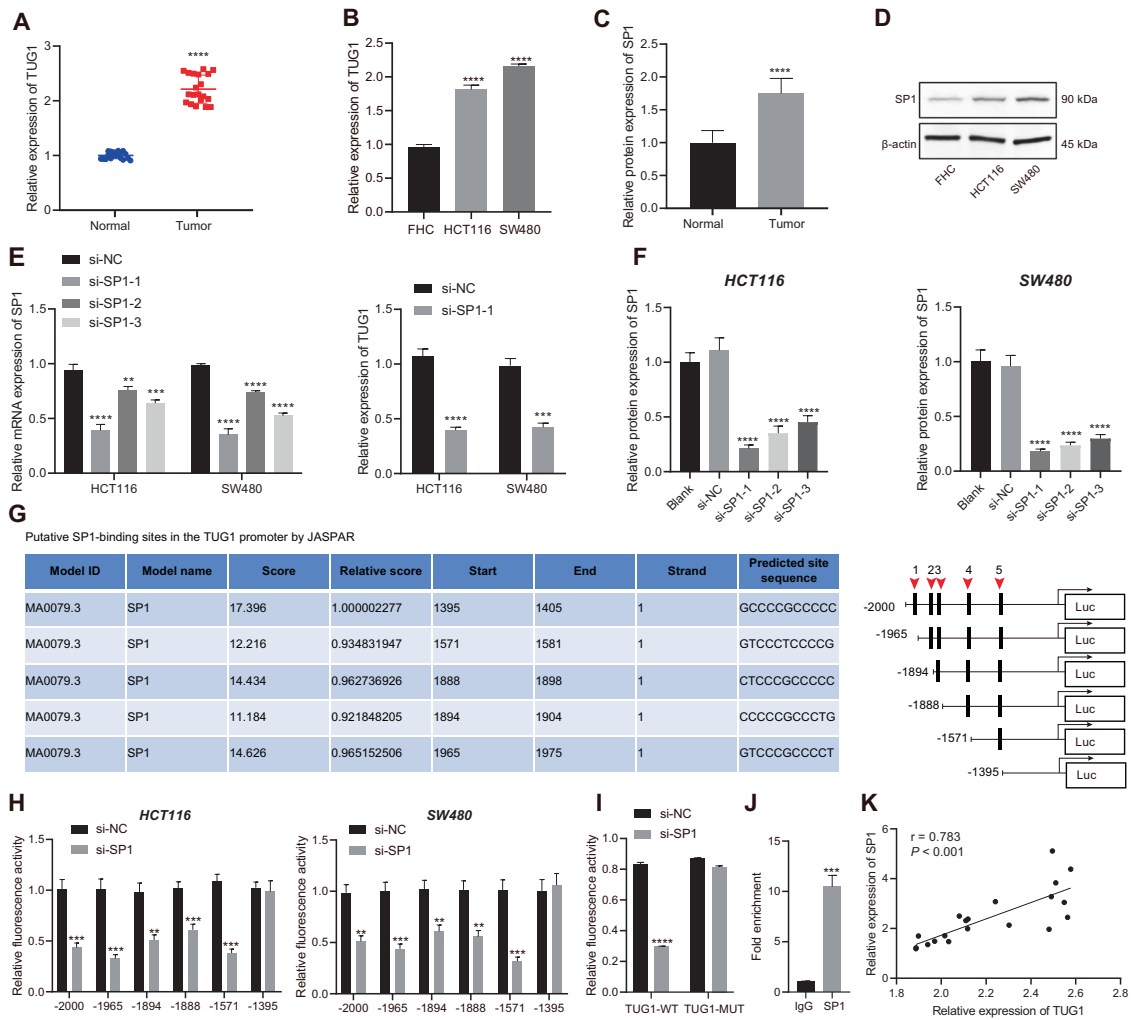 A
Relative expression of TUG1
3
2
1
0
****
Normal
Tumor
B
Relative expression of TUG1
2.5
2.0
1.5
1.0
0.5
0.0
****
****
FHC
HCT116
SW480
C
Relative protein expression of SP1
2.5
2.0
1.5
1.0
0.5
0.0
****
Normal
Tumor
D
SP1
90 kDa
β-actin
45 kDa
FHC
HCT116
SW480
E
si-NC
si-SP1-1
si-SP1-2
si-SP1-3
Relative mRNA expression of SP1
1.5
1.0
0.5
0.0
****
**
***
****
****
****
HCT116
SW480
si-NC
si-SP1-1
Relative expression of TUG1
1.5
1.0
0.5
0.0
****
***
HCT116
SW480
F
HCT116
Relative protein expression of SP1
1.5
1.0
0.5
0.0
****
****
****
Blank
si-NC
si-SP1-1
si-SP1-2
si-SP1-3
SW480
Relative protein expression of SP1
1.5
1.0
0.5
0.0
****
****
****
Blank
si-NC
si-SP1-1
si-SP1-2
si-SP1-3
G
Putative SP1-binding sites in the TUG1 promoter by JASPAR
Model ID Model name Score Relative score Start End Strand Predicted site sequence
MA0079.3 SP1 17.396 1.000002277 1395 1405 1 GCCCCGCCCCC
MA0079.3 SP1 12.216 0.934831947 1571 1581 1 GTCCCTCCCCG
MA0079.3 SP1 14.434 0.962736926 1888 1898 1 CTCCCGCCCCC
MA0079.3 SP1 11.184 0.921848205 1894 1904 1 CCCCCGCCCTG
MA0079.3 SP1 14.626 0.965152506 1965 1975 1 GTCCCGCCCCT
1 2 3 4 5
-2000 Luc
-1965 Luc
-1894 Luc
-1888 Luc
-1571 Luc
-1395 Luc
H
HCT116
si-NC
si-SP1
Relative fluorescence activity
1.5
1.0
0.5
0.0
***
***
**
***
***
-2000 -1965 -1894 -1888 -1571 -1395
SW480
si-NC
si-SP1
Relative fluorescence activity
1.5
1.0
0.5
0.0
**
***
**
**
***
-2000 -1965 -1894 -1888 -1571 -1395
I
si-NC
si-SP1
Relative fluorescence activity
1.0
0.8
0.6
0.4
0.2
0.0
****
TUG1-WT TUG1-MUT
J
Fold enrichment
15
10
5
0
***
IgG SP1
K
r = 0.783
P < 0.001
Relative expression of SP1
6
4
2
0
1.8 2.0 2.2 2.4 2.6 2.8
Relative expression of TUG1